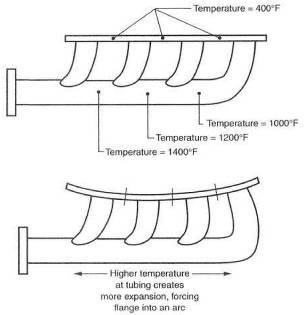 Temperature = 400°F
Temperature = 1000°F
Temperature = 1200°F
Temperature = 1400°F
Higher temperature
at tubing creates
more expansion, forcing
flange into an arc